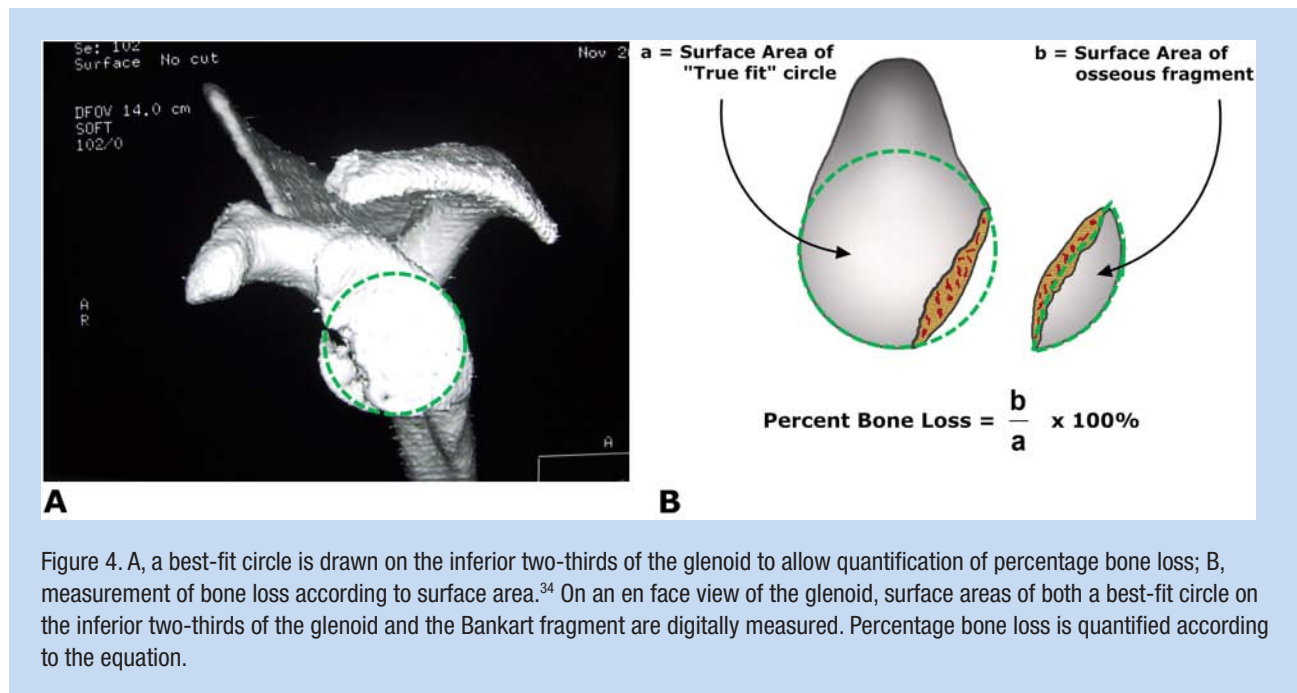 Se: 102
Surface No cut
Nov 2
DFOV 14.0 cm
SOFT
102/0
A
R
A
A
a = Surface Area of
"True fit" circle
b = Surface Area of
osseous fragment
Percent Bone Loss = b/a x 100%
B
Figure 4. A, a best-fit circle is drawn on the inferior two-thirds of the glenoid to allow quantification of percentage bone loss; B,
measurement of bone loss according to surface area.³⁴ On an en face view of the glenoid, surface areas of both a best-fit circle on
the inferior two-thirds of the glenoid and the Bankart fragment are digitally measured. Percentage bone loss is quantified according
to the equation.